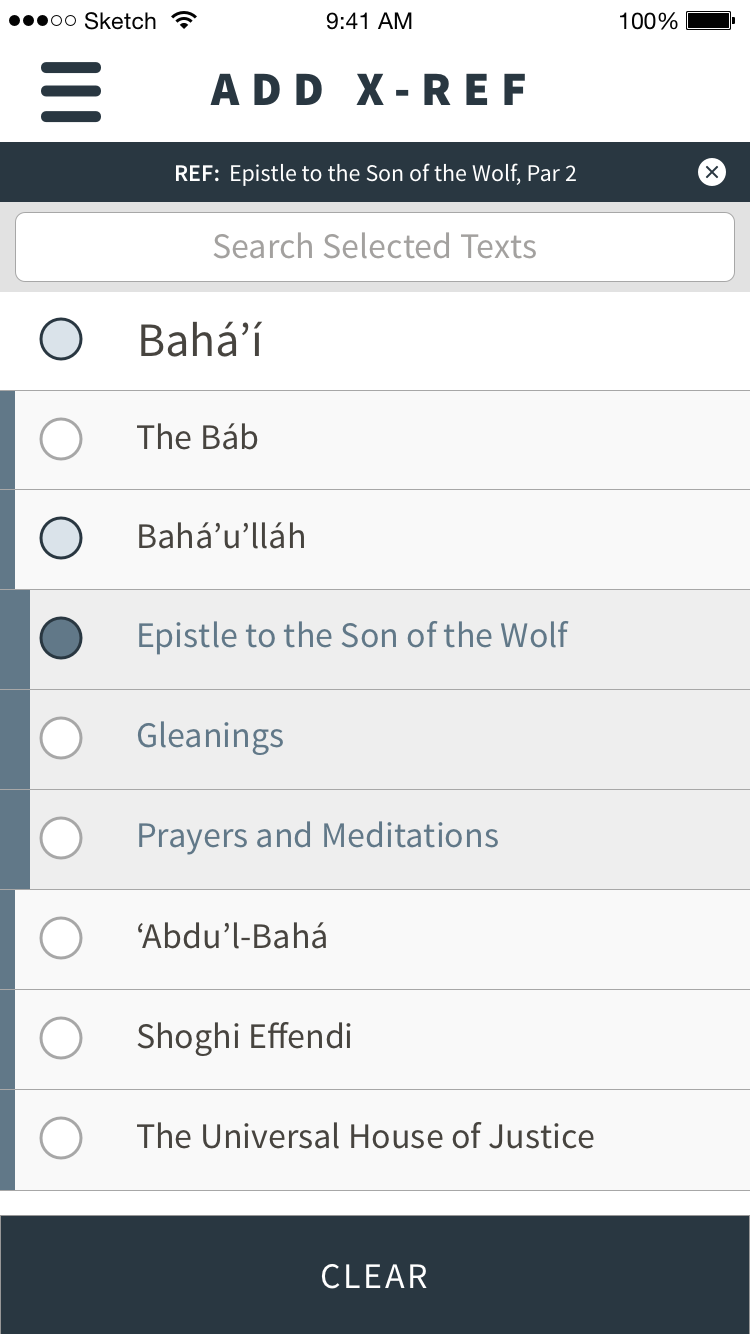 Sketch 9:41 AM 100%
ADD X-REF
REF: Epistle to the Son of the Wolf, Par 2
Search Selected Texts
Bahá’í
The Báb
Bahá’u’lláh
Epistle to the Son of the Wolf
Gleanings
Prayers and Meditations
‘Abdu’l-Bahá
Shoghi Effendi
The Universal House of Justice
CLEAR